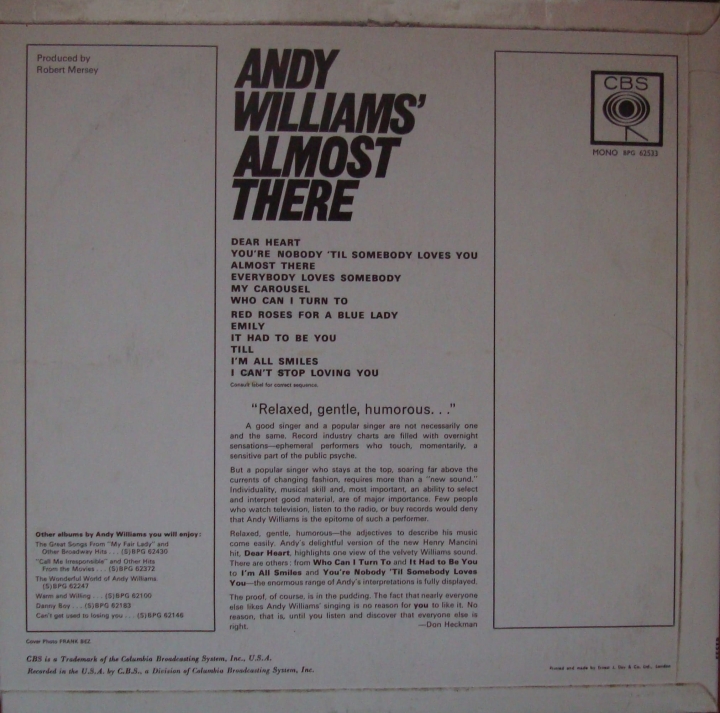 Produced by
Robert Mersey
ANDY
WILLIAMS'
ALMOST
THERE
CBS
MONO BPG 62533
DEAR HEART
YOU'RE NOBODY 'TIL SOMEBODY LOVES YOU
ALMOST THERE
EVERYBODY LOVES SOMEBODY
MY CAROUSEL
WHO CAN I TURN TO
RED ROSES FOR A BLUE LADY
EMILY
IT HAD TO BE YOU
TILL
I'M ALL SMILES
I CAN'T STOP LOVING YOU
Consult label for correct sequence.
"Relaxed, gentle, humorous. . ."
A good singer and a popular singer are not necessarily one
and the same. Record industry charts are filled with overnight
sensations—ephemeral performers who touch, momentarily, a
sensitive part of the public psyche.
But a popular singer who stays at the top, soaring far above the
currents of changing fashion, requires more than a "new sound."
Individuality, musical skill and, most important, an ability to select
and interpret good material, are of major importance. Few people
who watch television, listen to the radio, or buy records would deny
that Andy Williams is the epitome of such a performer.
Relaxed, gentle, humorous—the adjectives to describe his music
come easily. Andy's delightful version of the new Henry Mancini
hit, Dear Heart, highlights one view of the velvety Williams sound.
There are others: from Who Can I Turn To and It Had to Be You
to I'm All Smiles and You're Nobody 'Til Somebody Loves
You—the enormous range of Andy's interpretations is fully displayed.
The proof, of course, is in the pudding. The fact that nearly everyone
else likes Andy Williams' singing is no reason for you to like it. No
reason, that is, until you listen and discover that everyone else is
right. —Don Heckman
Other albums by Andy Williams you will enjoy:
The Great Songs From "My Fair Lady" and
Other Broadway Hits . . . (S)BPG 62430
"Call Me Irresponsible" and Other Hits
From the Movies . . . (S)BPG 62372
The Wonderful World of Andy Williams
(S)BPG 62247
Warm and Willing . . . (S)BPG 62100
Danny Boy . . . (S)BPG 62183
Can't get used to losing you . . . (S)BPG 62146
Cover Photo FRANK BEZ
CBS is a Trademark of the Columbia Broadcasting System, Inc., U.S.A.
Recorded in the U.S.A. by C.B.S., a Division of Columbia Broadcasting System, Inc.
Printed and made by Ernest J. Day & Co. Ltd., London